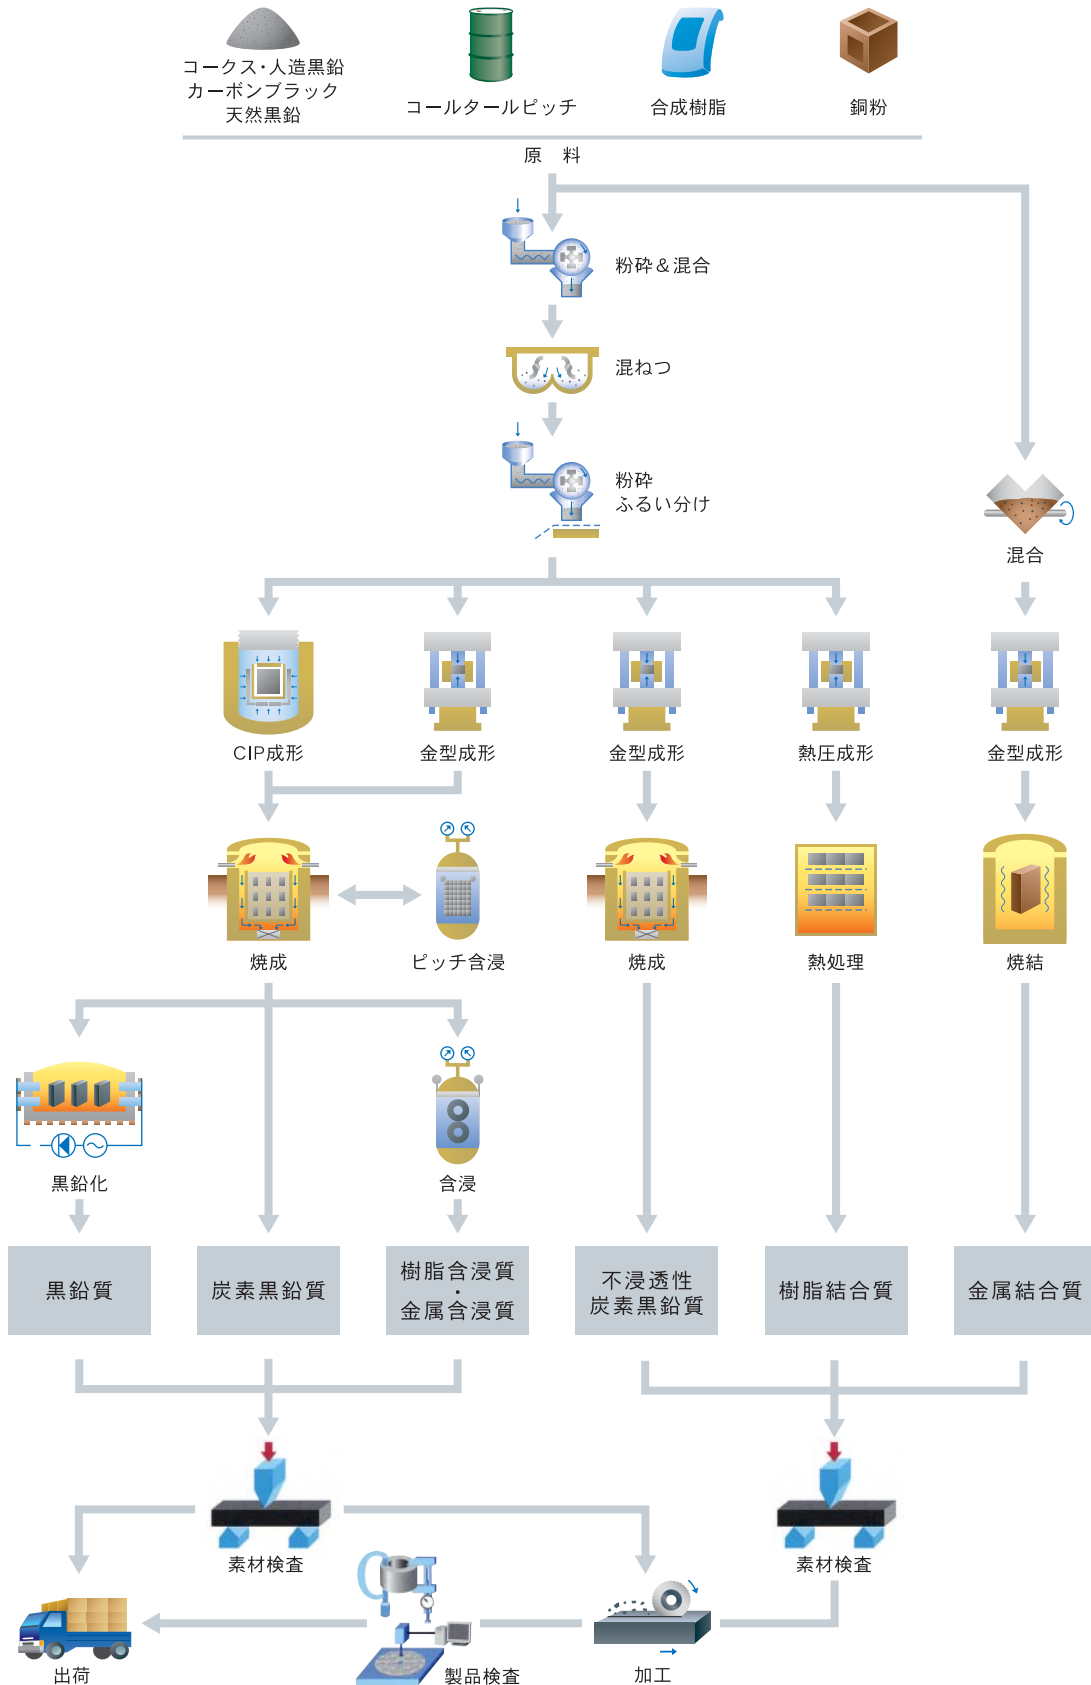 コークス・人造黒鉛
カーボンブラック
天然黒鉛
コールタールピッチ
合成樹脂
銅粉
原　料
粉砕＆混合
混ねつ
粉砕
ふるい分け
混合
CIP成形
金型成形
金型成形
熱圧成形
金型成形
焼成
ピッチ含浸
焼成
熱処理
焼結
黒鉛化
含浸
黒鉛質
炭素黒鉛質
樹脂含浸質
・
金属含浸質
不浸透性
炭素黒鉛質
樹脂結合質
金属結合質
素材検査
素材検査
出荷
製品検査
加工